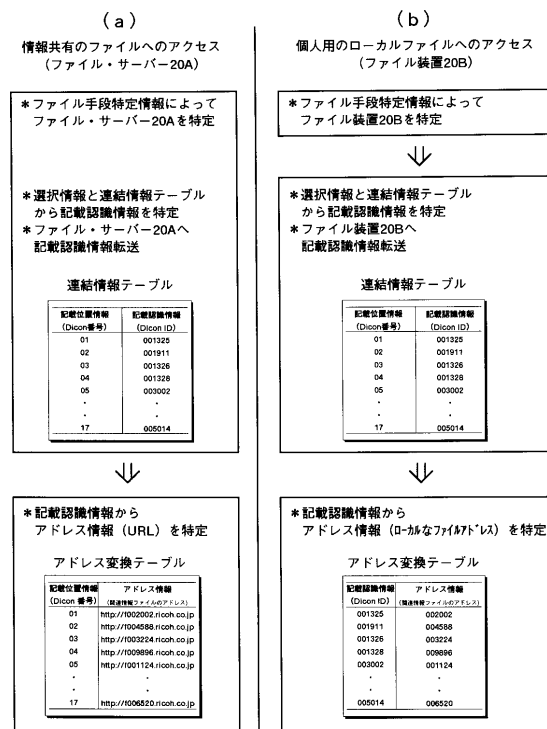 (a)
情報共有のファイルへのアクセス
(ファイル・サーバー20A)
*ファイル手段特定情報によって
ファイル・サーバー20Aを特定
*選択情報と連結情報テーブル
から記載認識情報を特定
*ファイル・サーバー20Aへ
記載認識情報転送
連結情報テーブル
記載位置情報 記載認識情報
(Dicon番号) (Dicon ID)
01 001325
02 001911
03 001326
04 001328
05 003002
・ ・
・ ・
17 005014
*記載認識情報から
アドレス情報(URL)を特定
アドレス変換テーブル
記載位置情報 アドレス情報
(Dicon 番号) (関連情報ファイルのアドレス)
01 http://f002002.ricoh.co.jp
02 http://f004588.ricoh.co.jp
03 http://f003224.ricoh.co.jp
04 http://f009896.ricoh.co.jp
05 http://f001124.ricoh.co.jp
・ ・
・ ・
17 http://f006520.ricoh.co.jp
(b)
個人用のローカルファイルへのアクセス
(ファイル装置20B)
*ファイル手段特定情報によって
ファイル装置20Bを特定
*選択情報と連結情報テーブル
から記載認識情報を特定
*ファイル装置20Bへ
記載認識情報転送
連結情報テーブル
記載位置情報 記載認識情報
(Dicon番号) (Dicon ID)
01 001325
02 001911
03 001326
04 001328
05 003002
・ ・
・ ・
17 005014
*記載認識情報から
アドレス情報(ローカルなファイルアドレス)を特定
アドレス変換テーブル
記載認識情報 アドレス情報
(Dicon ID) (関連情報ファイルのアドレス)
001325 002002
001911 004588
001326 003224
001328 009896
003002 001124
・ ・
・ ・
005014 006520